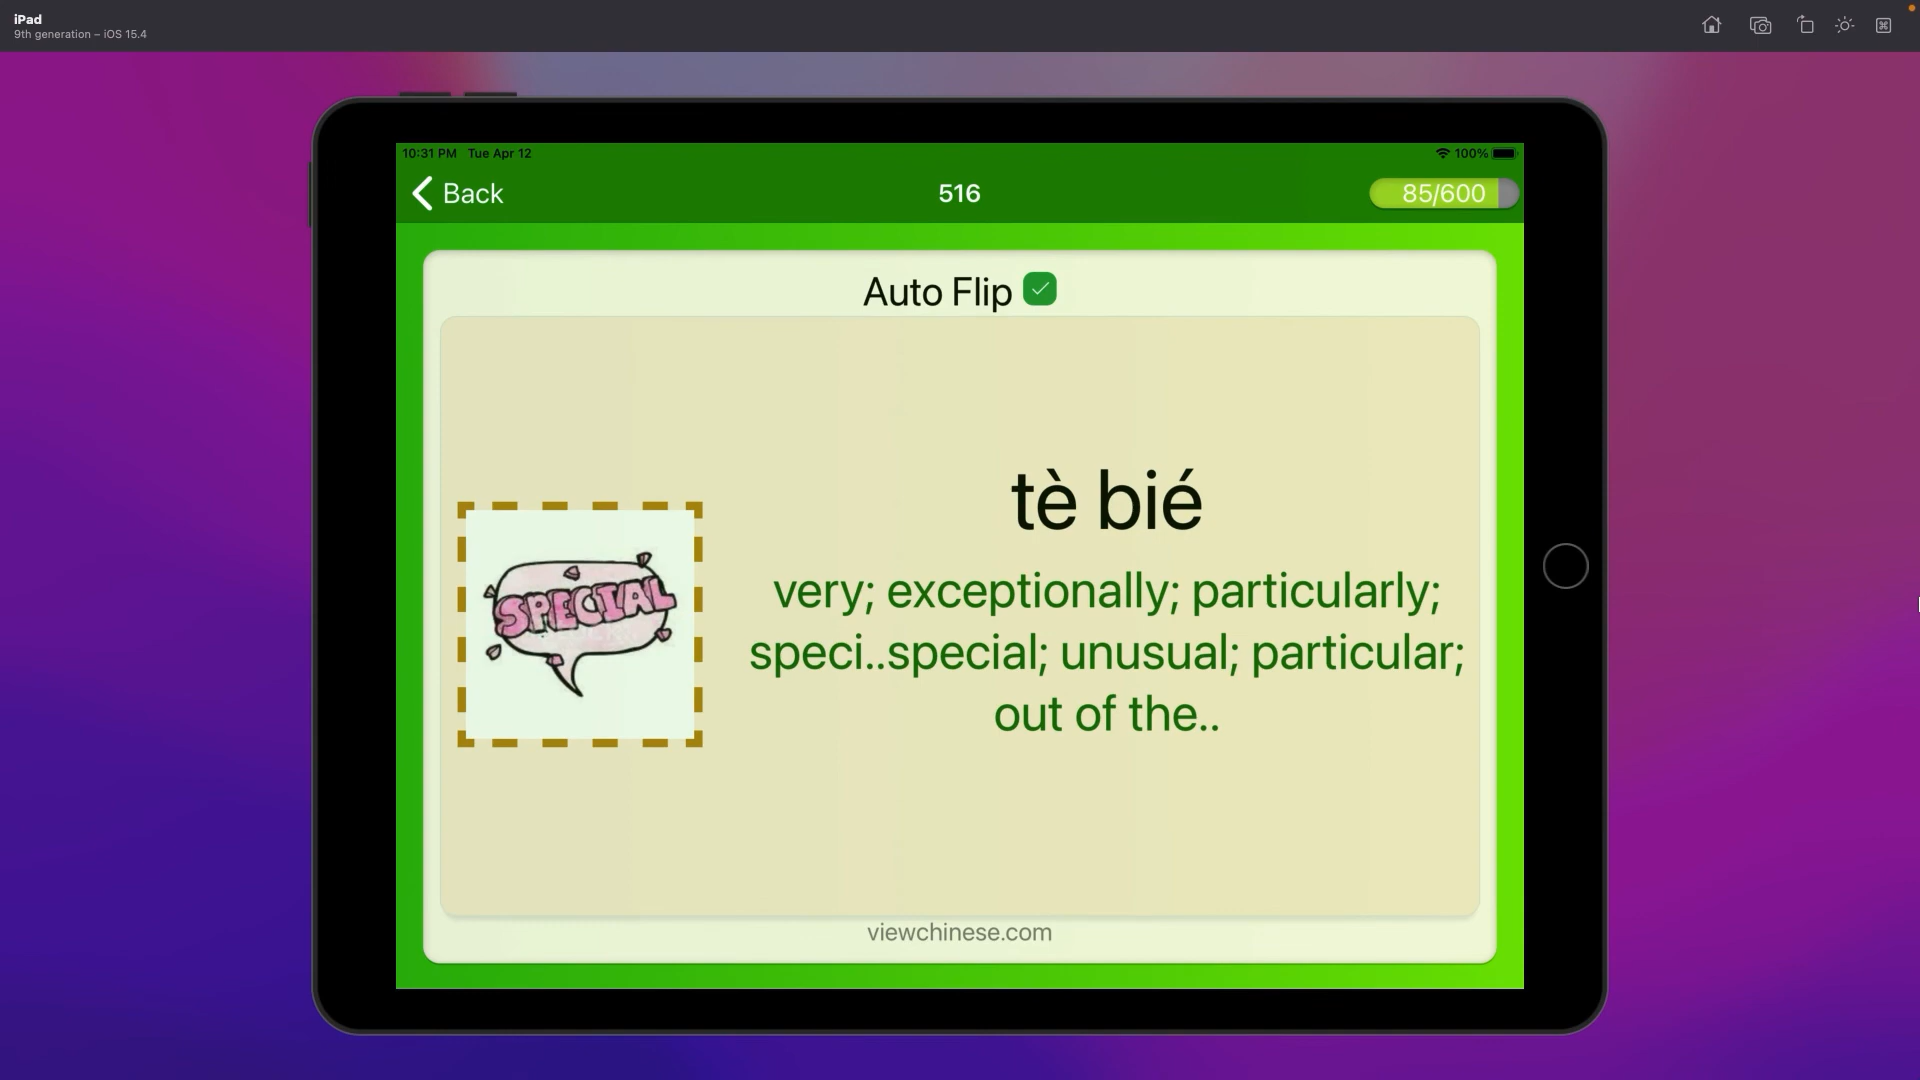 iPad
9th generation – iOS 15.4
10:31 PM Tue Apr 12
100%
Back
516
85/600
Auto Flip
tè bié
very; exceptionally; particularly;
speci..special; unusual; particular;
out of the..
SPECIAL
viewchinese.com